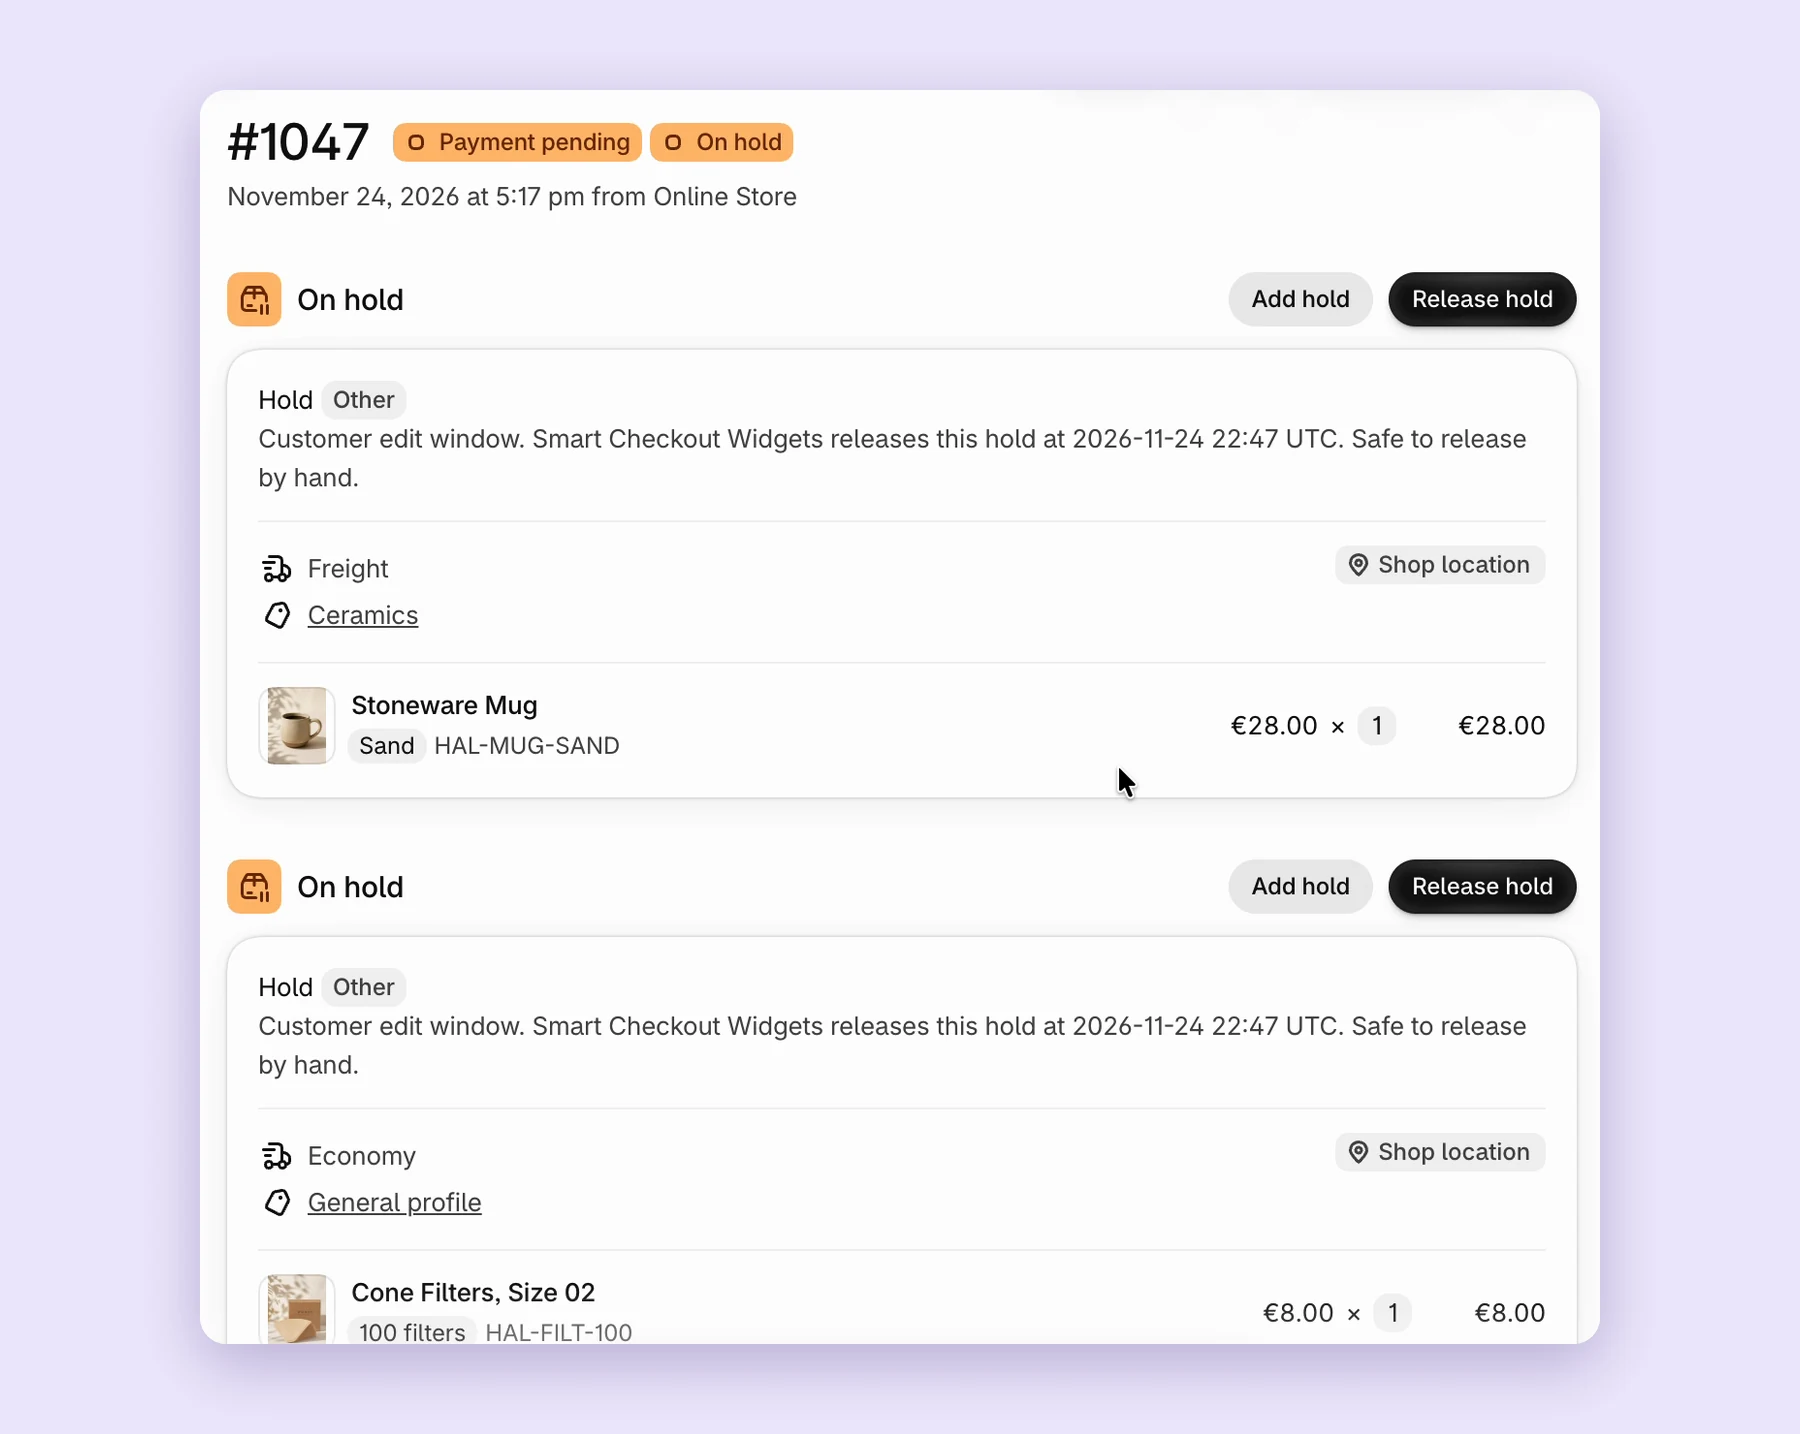 #1047 Payment pending On hold
November 24, 2026 at 5:17 pm from Online Store
On hold Add hold Release hold
Hold Other
Customer edit window. Smart Checkout Widgets releases this hold at 2026-11-24 22:47 UTC. Safe to release
by hand.
Freight Shop location
Ceramics
Stoneware Mug
Sand HAL-MUG-SAND
€28.00 × 1 €28.00
On hold Add hold Release hold
Hold Other
Customer edit window. Smart Checkout Widgets releases this hold at 2026-11-24 22:47 UTC. Safe to release
by hand.
Economy Shop location
General profile
Cone Filters, Size 02
100 filters HAL-FILT-100
€8.00 × 1 €8.00